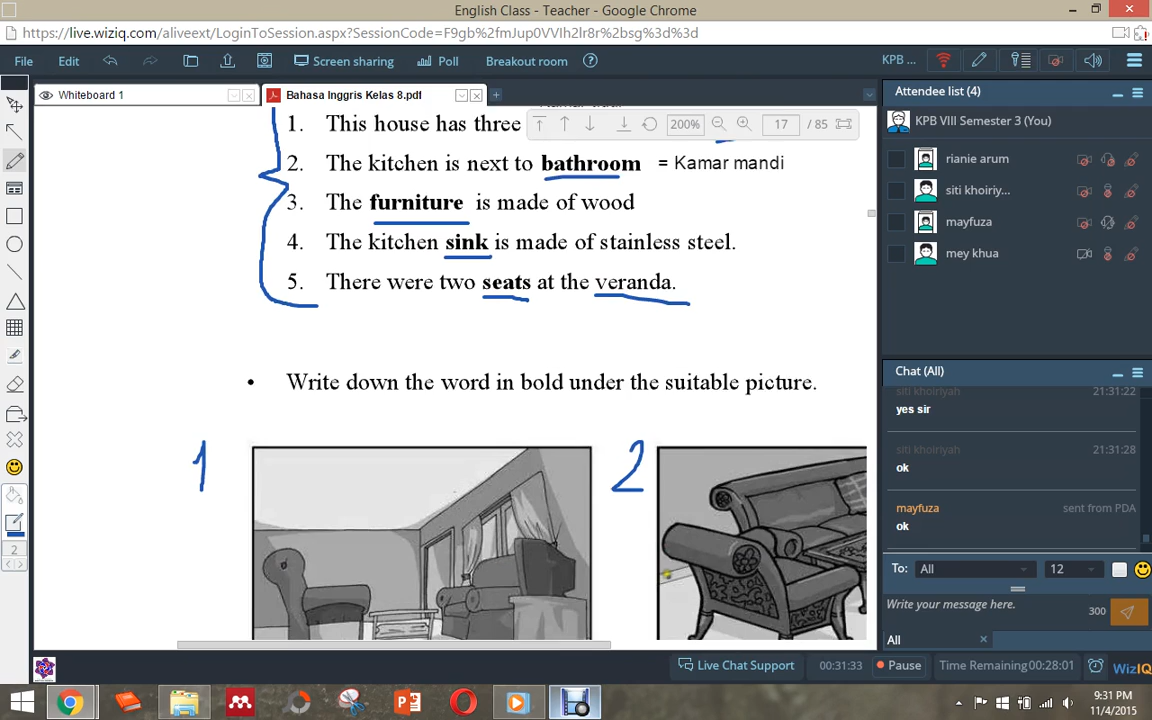 English Class - Teacher - Google Chrome
https://live.wiziq.com/aliveext/LoginToSession.aspx?SessionCode=F9gb%2fmJup0VVIh2lr8r%2bsg%3d%3d
File Edit Screen sharing Poll Breakout room KPB ...
Whiteboard 1 Bahasa Inggris Kelas 8.pdf
200% 17 / 85
1. This house has three
2. The kitchen is next to bathroom = Kamar mandi
3. The furniture is made of wood
4. The kitchen sink is made of stainless steel.
5. There were two seats at the veranda.
• Write down the word in bold under the suitable picture.
1 2
2
Attendee list (4)
KPB VIII Semester 3 (You)
rianie arum
siti khoiriy...
mayfuza
mey khua
Chat (All)
siti khoiriyah 21:31:22
yes sir
siti khoiriyah 21:31:28
ok
mayfuza sent from PDA
ok
To: All 12
Write your message here. 300
All
Live Chat Support 00:31:33 Pause Time Remaining 00:28:01 WizIQ
9:31 PM
11/4/2015